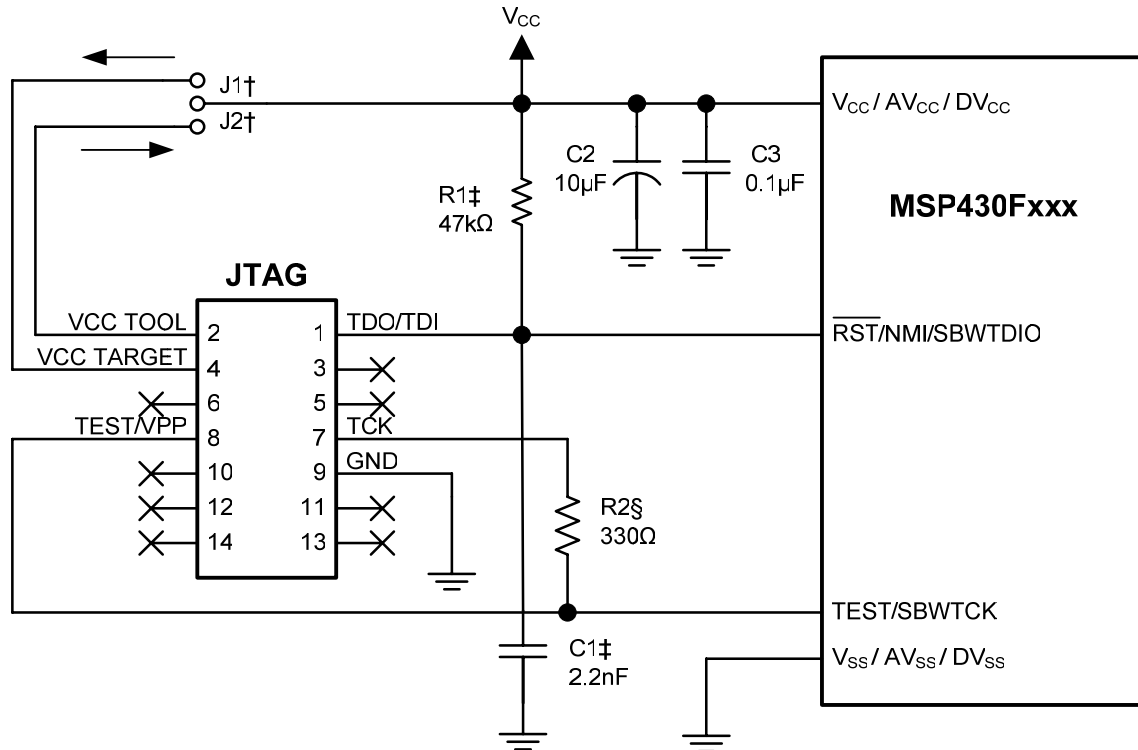 VCC
J1†
J2†
VCC / AVCC / DVCC
C2
10µF
C3
0.1µF
R1‡
47kΩ
MSP430Fxxx
JTAG
VCC TOOL
2
1
TDO/TDI
RST/NMI/SBWTDIO
VCC TARGET
4
3
6
5
TEST/VPP
8
7
TCK
10
9
GND
12
11
14
13
R2§
330Ω
TEST/SBWTCK
C1‡
2.2nF
VSS / AVSS / DVSS